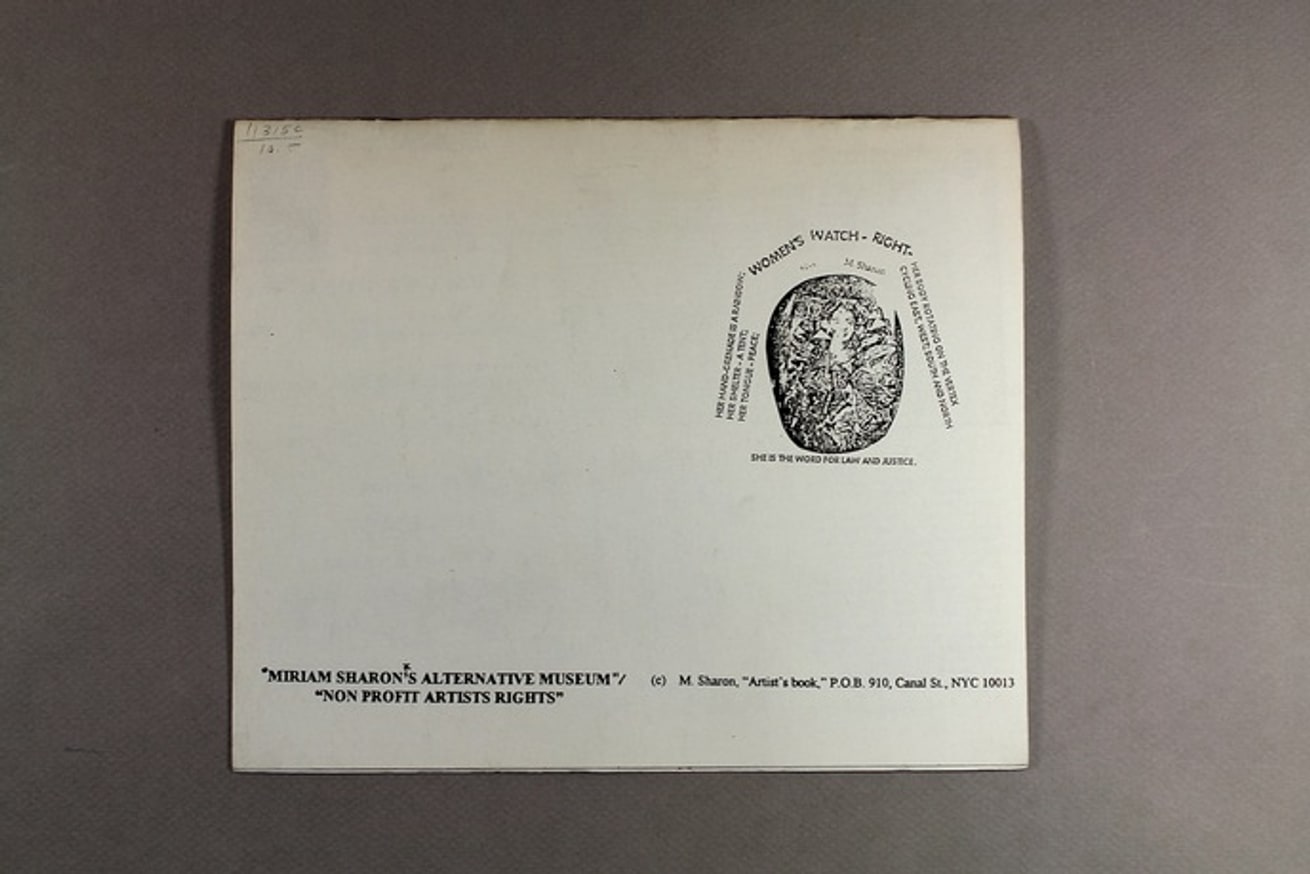 11315c
10.
WOMEN'S WATCH - RIGHT-
M. Sharon
HER HAND-GRENADE IS A RAINBOW;
HER SHELTER - A TENT;
HER TONGUE - PEACE;
HER BODY ROTATING ON THE VERTEX
CYCLING EAST, WEST, SOUTH AND NORTH
SHE IS THE WORD FOR LAW AND JUSTICE.
"MIRIAM SHARON'S ALTERNATIVE MUSEUM"/
"NON PROFIT ARTISTS RIGHTS"
(c) M. Sharon, "Artist's book," P.O.B. 910, Canal St., NYC 10013